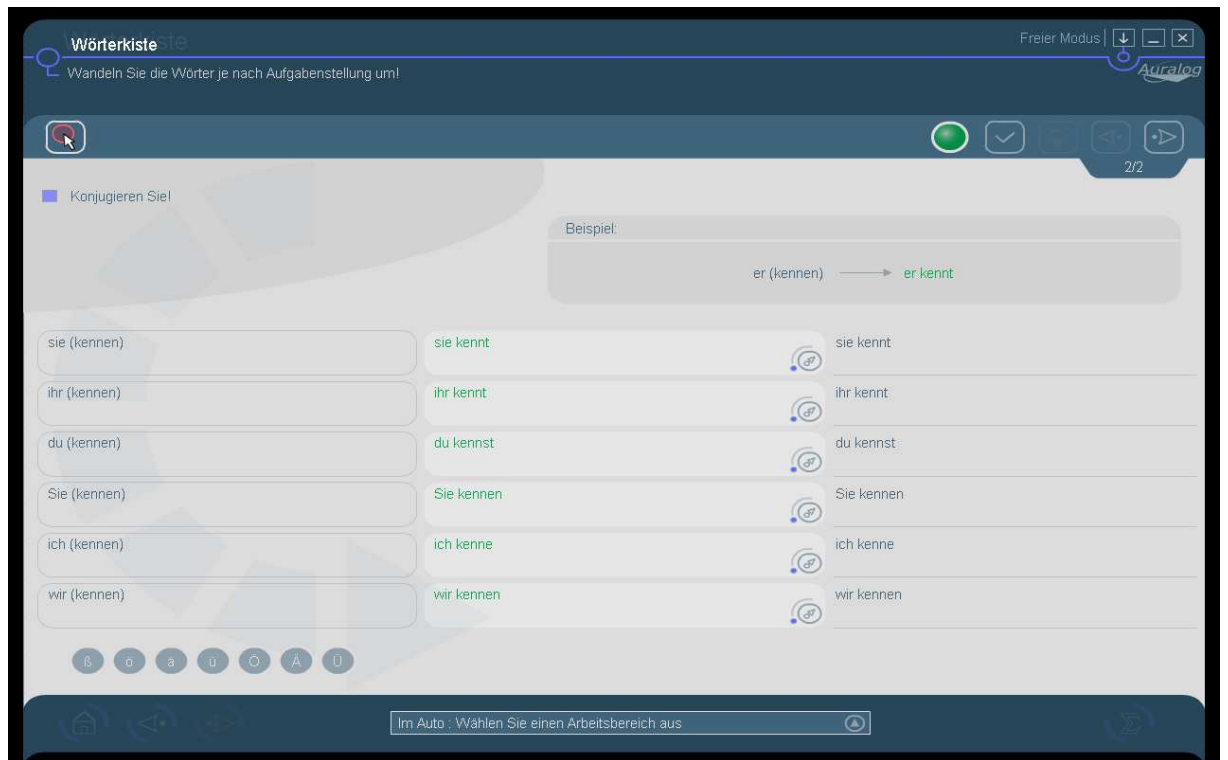 Wörterkiste
Freier Modus
Wandeln Sie die Wörter je nach Aufgabenstellung um!
Auralog
2/2
Konjugieren Sie!
Beispiel:
er (kennen) er kennt
sie (kennen) sie kennt sie kennt
ihr (kennen) ihr kennt ihr kennt
du (kennen) du kennst du kennst
Sie (kennen) Sie kennen Sie kennen
ich (kennen) ich kenne ich kenne
wir (kennen) wir kennen wir kennen
ß ö ä ü Ö Ä Ü
Im Auto : Wählen Sie einen Arbeitsbereich aus